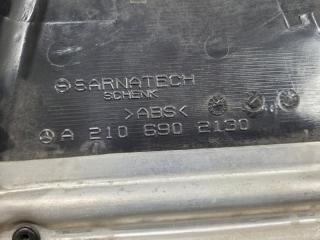 SARNATECH
SCHENK
>ABS<
A 210 690 2130